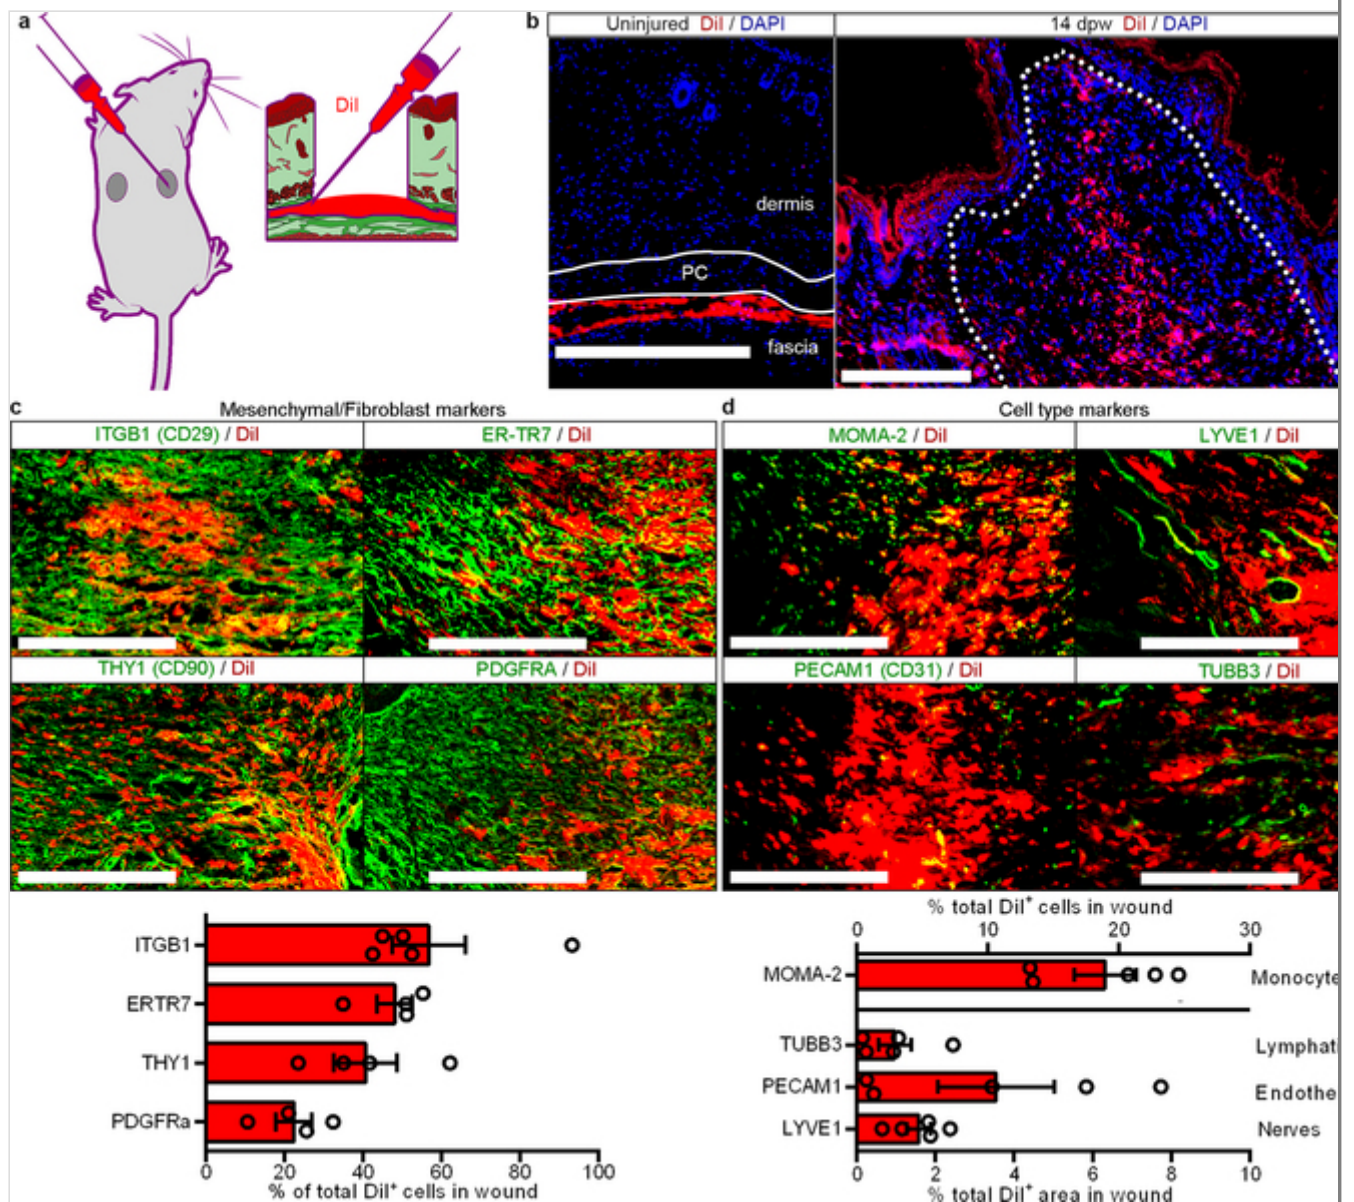 a
DiI
b
Uninjured DiI / DAPI
14 dpw DiI / DAPI
dermis
PC
fascia
c
Mesenchymal/Fibroblast markers
ITGB1 (CD29) / DiI
ER-TR7 / DiI
THY1 (CD90) / DiI
PDGFRA / DiI
d
Cell type markers
MOMA-2 / DiI
LYVE1 / DiI
PECAM1 (CD31) / DiI
TUBB3 / DiI
ITGB1
ERTR7
THY1
PDGFRa
0 20 40 60 80 100
% of total DiI⁺ cells in wound
% total DiI⁺ cells in wound
0 10 20 30
MOMA-2 Monocyte
TUBB3 Lymphat
PECAM1 Endothe
LYVE1 Nerves
0 2 4 6 8 10
% total DiI⁺ area in wound